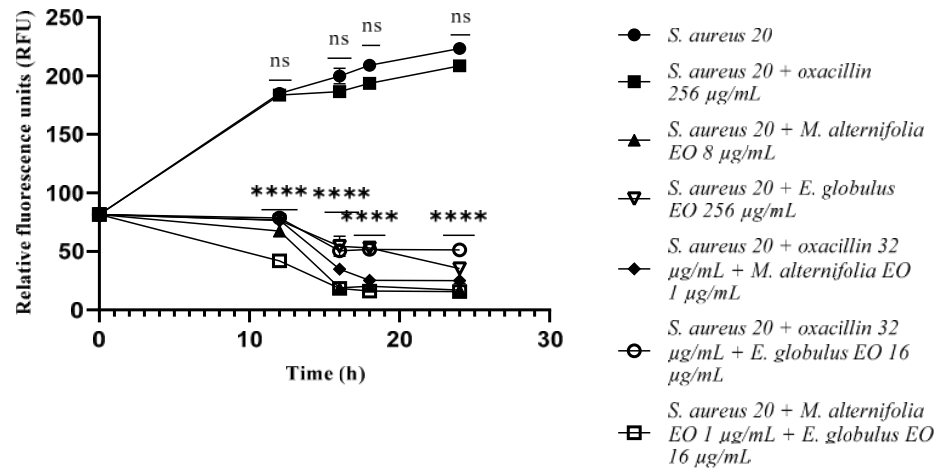 250
200
150
100
50
0
Relative fluorescence units (RFU)
ns
ns
ns
ns
****
****
****
****
0
10
20
30
Time (h)
S. aureus 20
S. aureus 20 + oxacillin
256 µg/mL
S. aureus 20 + M. alternifolia
EO 8 µg/mL
S. aureus 20 + E. globulus
EO 256 µg/mL
S. aureus 20 + oxacillin 32
µg/mL + M. alternifolia EO
1 µg/mL
S. aureus 20 + oxacillin 32
µg/mL + E. globulus EO 16
µg/mL
S. aureus 20 + M. alternifolia
EO 1 µg/mL + E. globulus EO
16 µg/mL